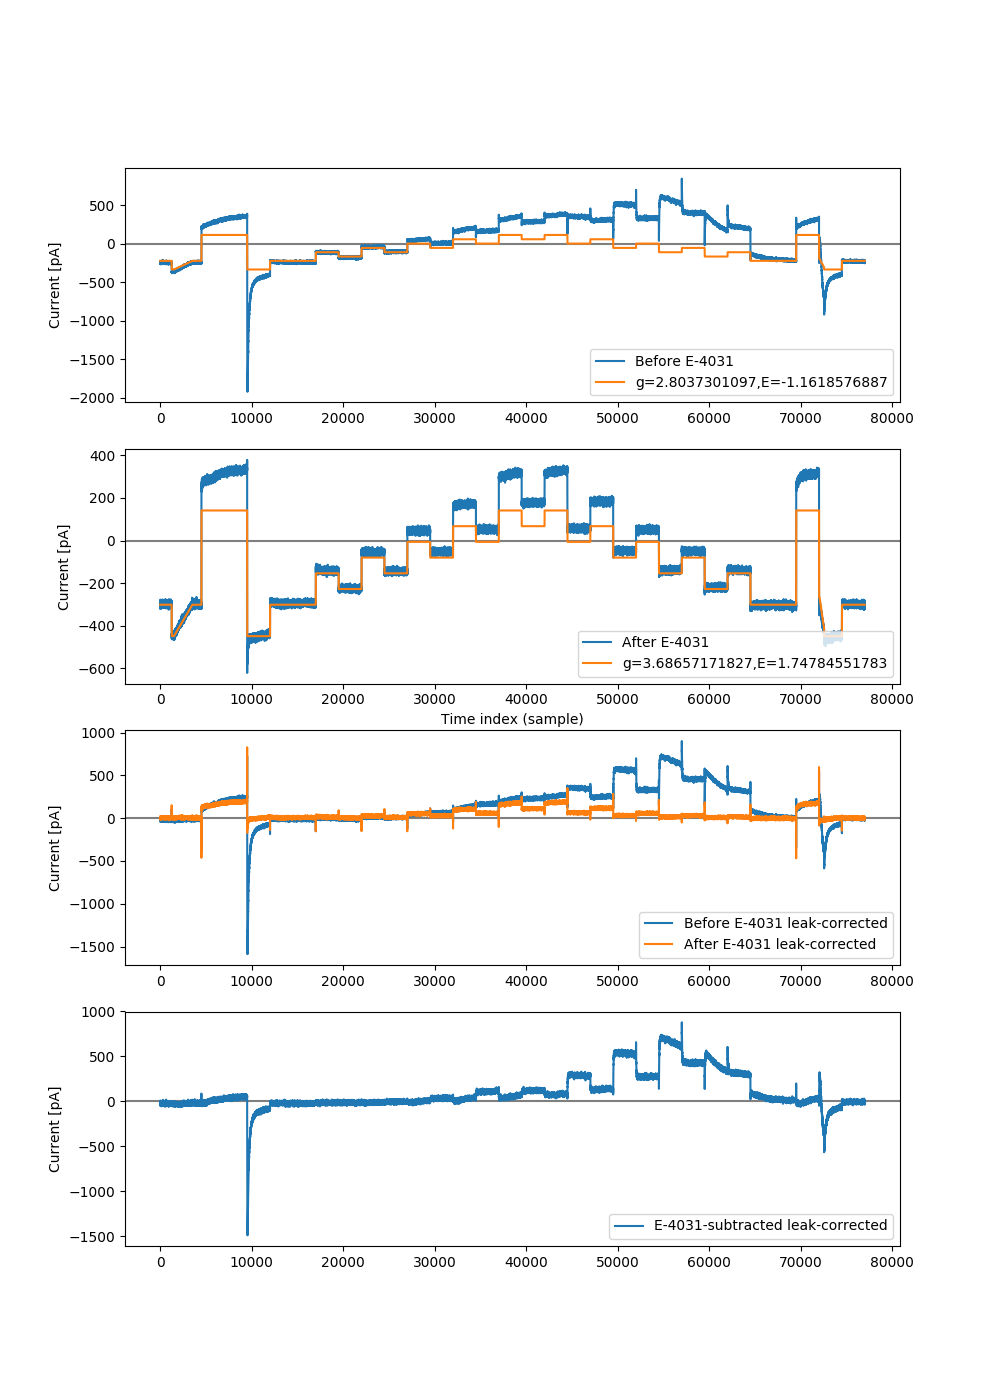 500
0
−500
−1000
−1500
−2000
Current [pA]
Before E-4031
g=2.8037301097,E=-1.1618576887
0 10000 20000 30000 40000 50000 60000 70000 80000
400
200
0
−200
−400
−600
Current [pA]
After E-4031
g=3.68657171827,E=1.74784551783
0 10000 20000 30000 40000 50000 60000 70000 80000
Time index (sample)
1000
500
0
−500
−1000
−1500
Current [pA]
Before E-4031 leak-corrected
After E-4031 leak-corrected
0 10000 20000 30000 40000 50000 60000 70000 80000
1000
500
0
−500
−1000
−1500
Current [pA]
E-4031-subtracted leak-corrected
0 10000 20000 30000 40000 50000 60000 70000 80000